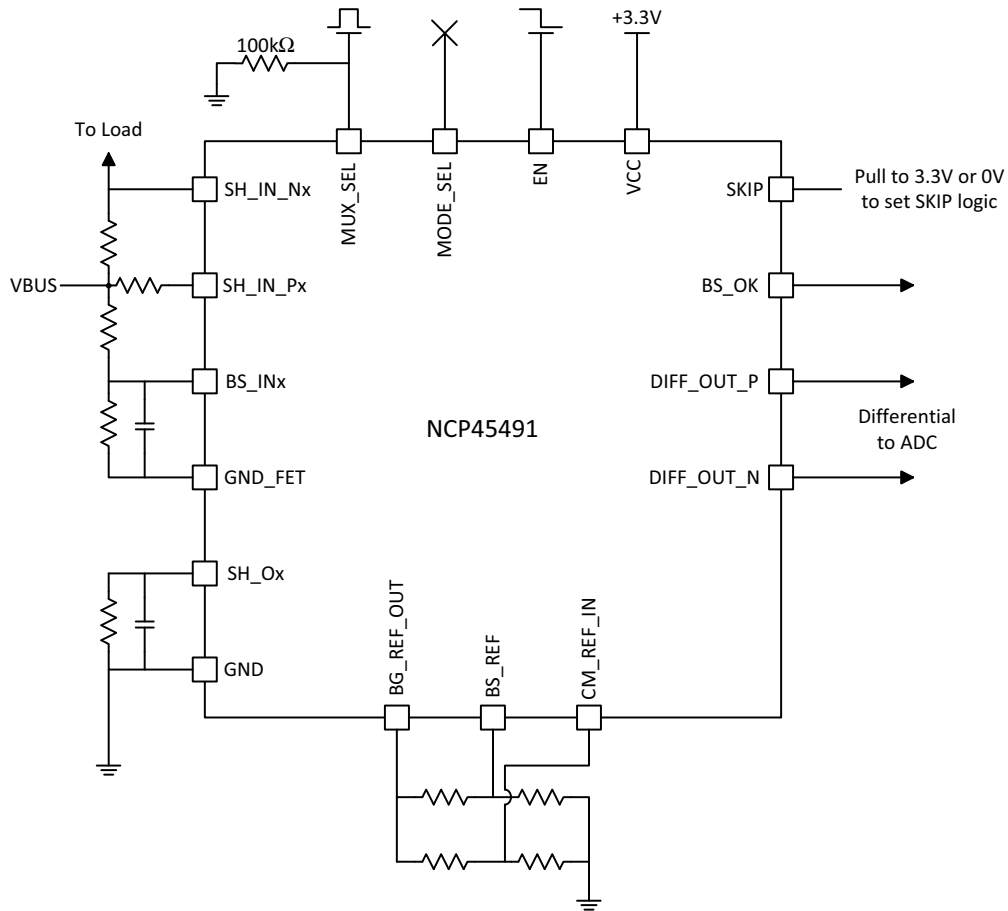 +3.3V
100kΩ
To Load
MUX_SEL
MODE_SEL
EN
VCC
SH_IN_Nx
SKIP
Pull to 3.3V or 0V
to set SKIP logic
VBUS
SH_IN_Px
BS_OK
BS_INx
DIFF_OUT_P
NCP45491
Differential
to ADC
GND_FET
DIFF_OUT_N
SH_Ox
GND
BG_REF_OUT
BS_REF
CM_REF_IN